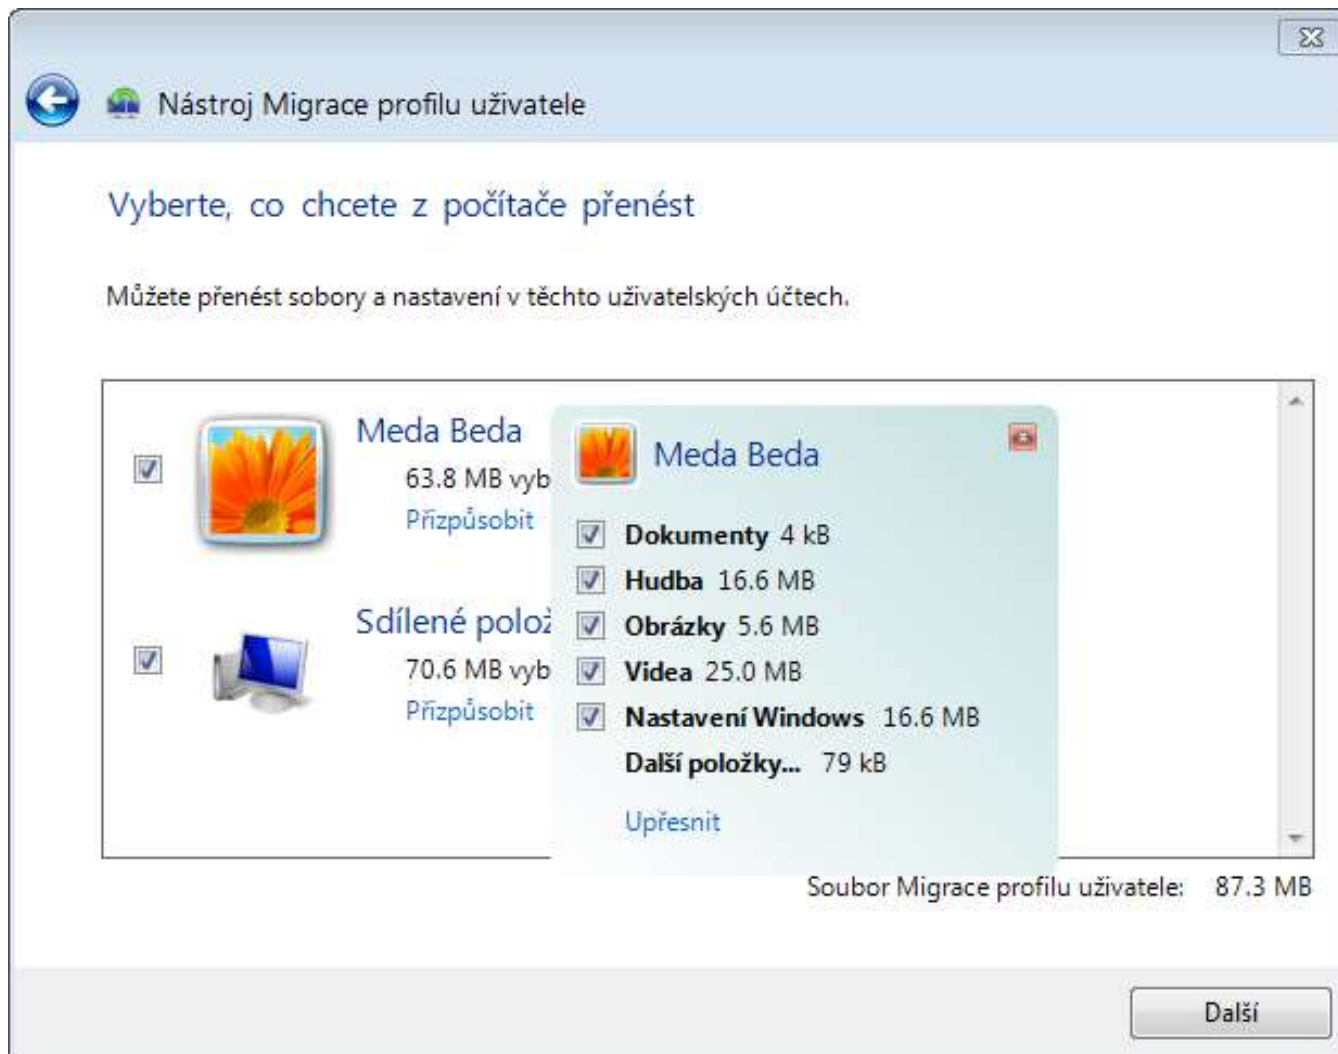 Nástroj Migrace profilu uživatele
Vyberte, co chcete z počítače přenést
Můžete přenést sobory a nastavení v těchto uživatelských účtech.
Meda Beda
63.8 MB vyb
Přizpůsobit
Sdílené polož
70.6 MB vyb
Přizpůsobit
Meda Beda
Dokumenty 4 kB
Hudba 16.6 MB
Obrázky 5.6 MB
Videa 25.0 MB
Nastavení Windows 16.6 MB
Další položky... 79 kB
Upřesnit
Soubor Migrace profilu uživatele: 87.3 MB
Další